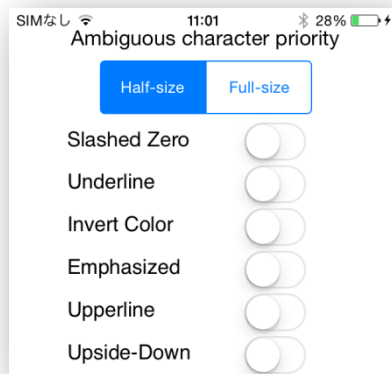 SIMなし 11:01 28%
Ambiguous character priority
Half-size Full-size
Slashed Zero
Underline
Invert Color
Emphasized
Upperline
Upside-Down